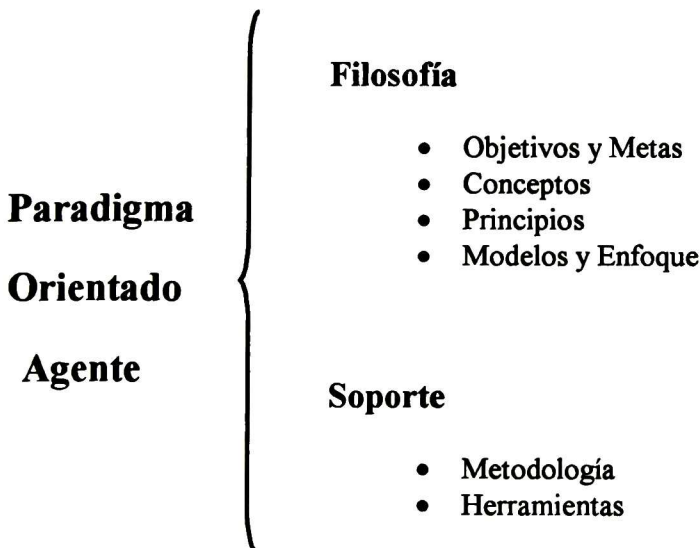 Paradigma
Orientado
Agente
Filosofía
• Objetivos y Metas
• Conceptos
• Principios
• Modelos y Enfoque
Soporte
• Metodología
• Herramientas